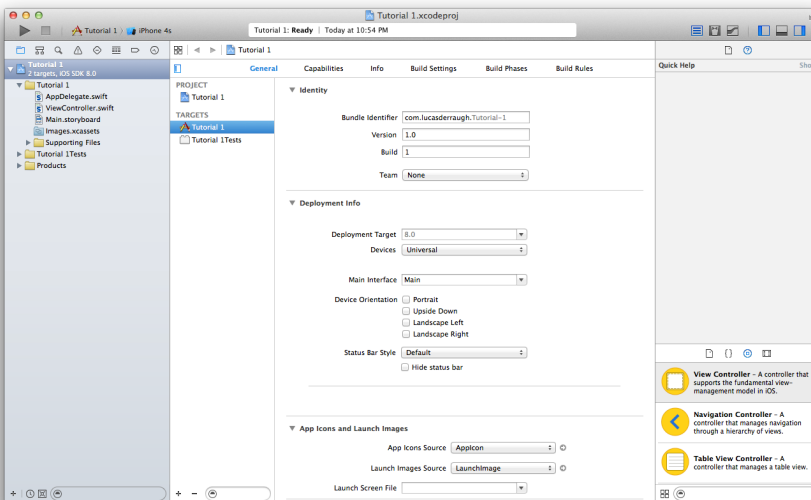 Tutorial 1.xcodeproj
Tutorial 1 iPhone 4s
Tutorial 1: Ready | Today at 10:54 PM
Tutorial 1
Tutorial 1
2 targets, iOS SDK 8.0
Tutorial 1
AppDelegate.swift
ViewController.swift
Main.storyboard
Images.xcassets
Supporting Files
Tutorial 1Tests
Products
General Capabilities Info Build Settings Build Phases Build Rules
PROJECT
Tutorial 1
TARGETS
Tutorial 1
Tutorial 1Tests
Identity
Bundle Identifier com.lucasderraugh.Tutorial-1
Version 1.0
Build 1
Team None
Deployment Info
Deployment Target 8.0
Devices Universal
Main Interface Main
Device Orientation Portrait
Upside Down
Landscape Left
Landscape Right
Status Bar Style Default
Hide status bar
App Icons and Launch Images
App Icons Source AppIcon
Launch Images Source LaunchImage
Launch Screen File
Quick Help Sho
View Controller - A controller that
supports the fundamental view-
management model in iOS.
Navigation Controller - A
controller that manages navigation
through a hierarchy of views.
Table View Controller - A
controller that manages a table view.